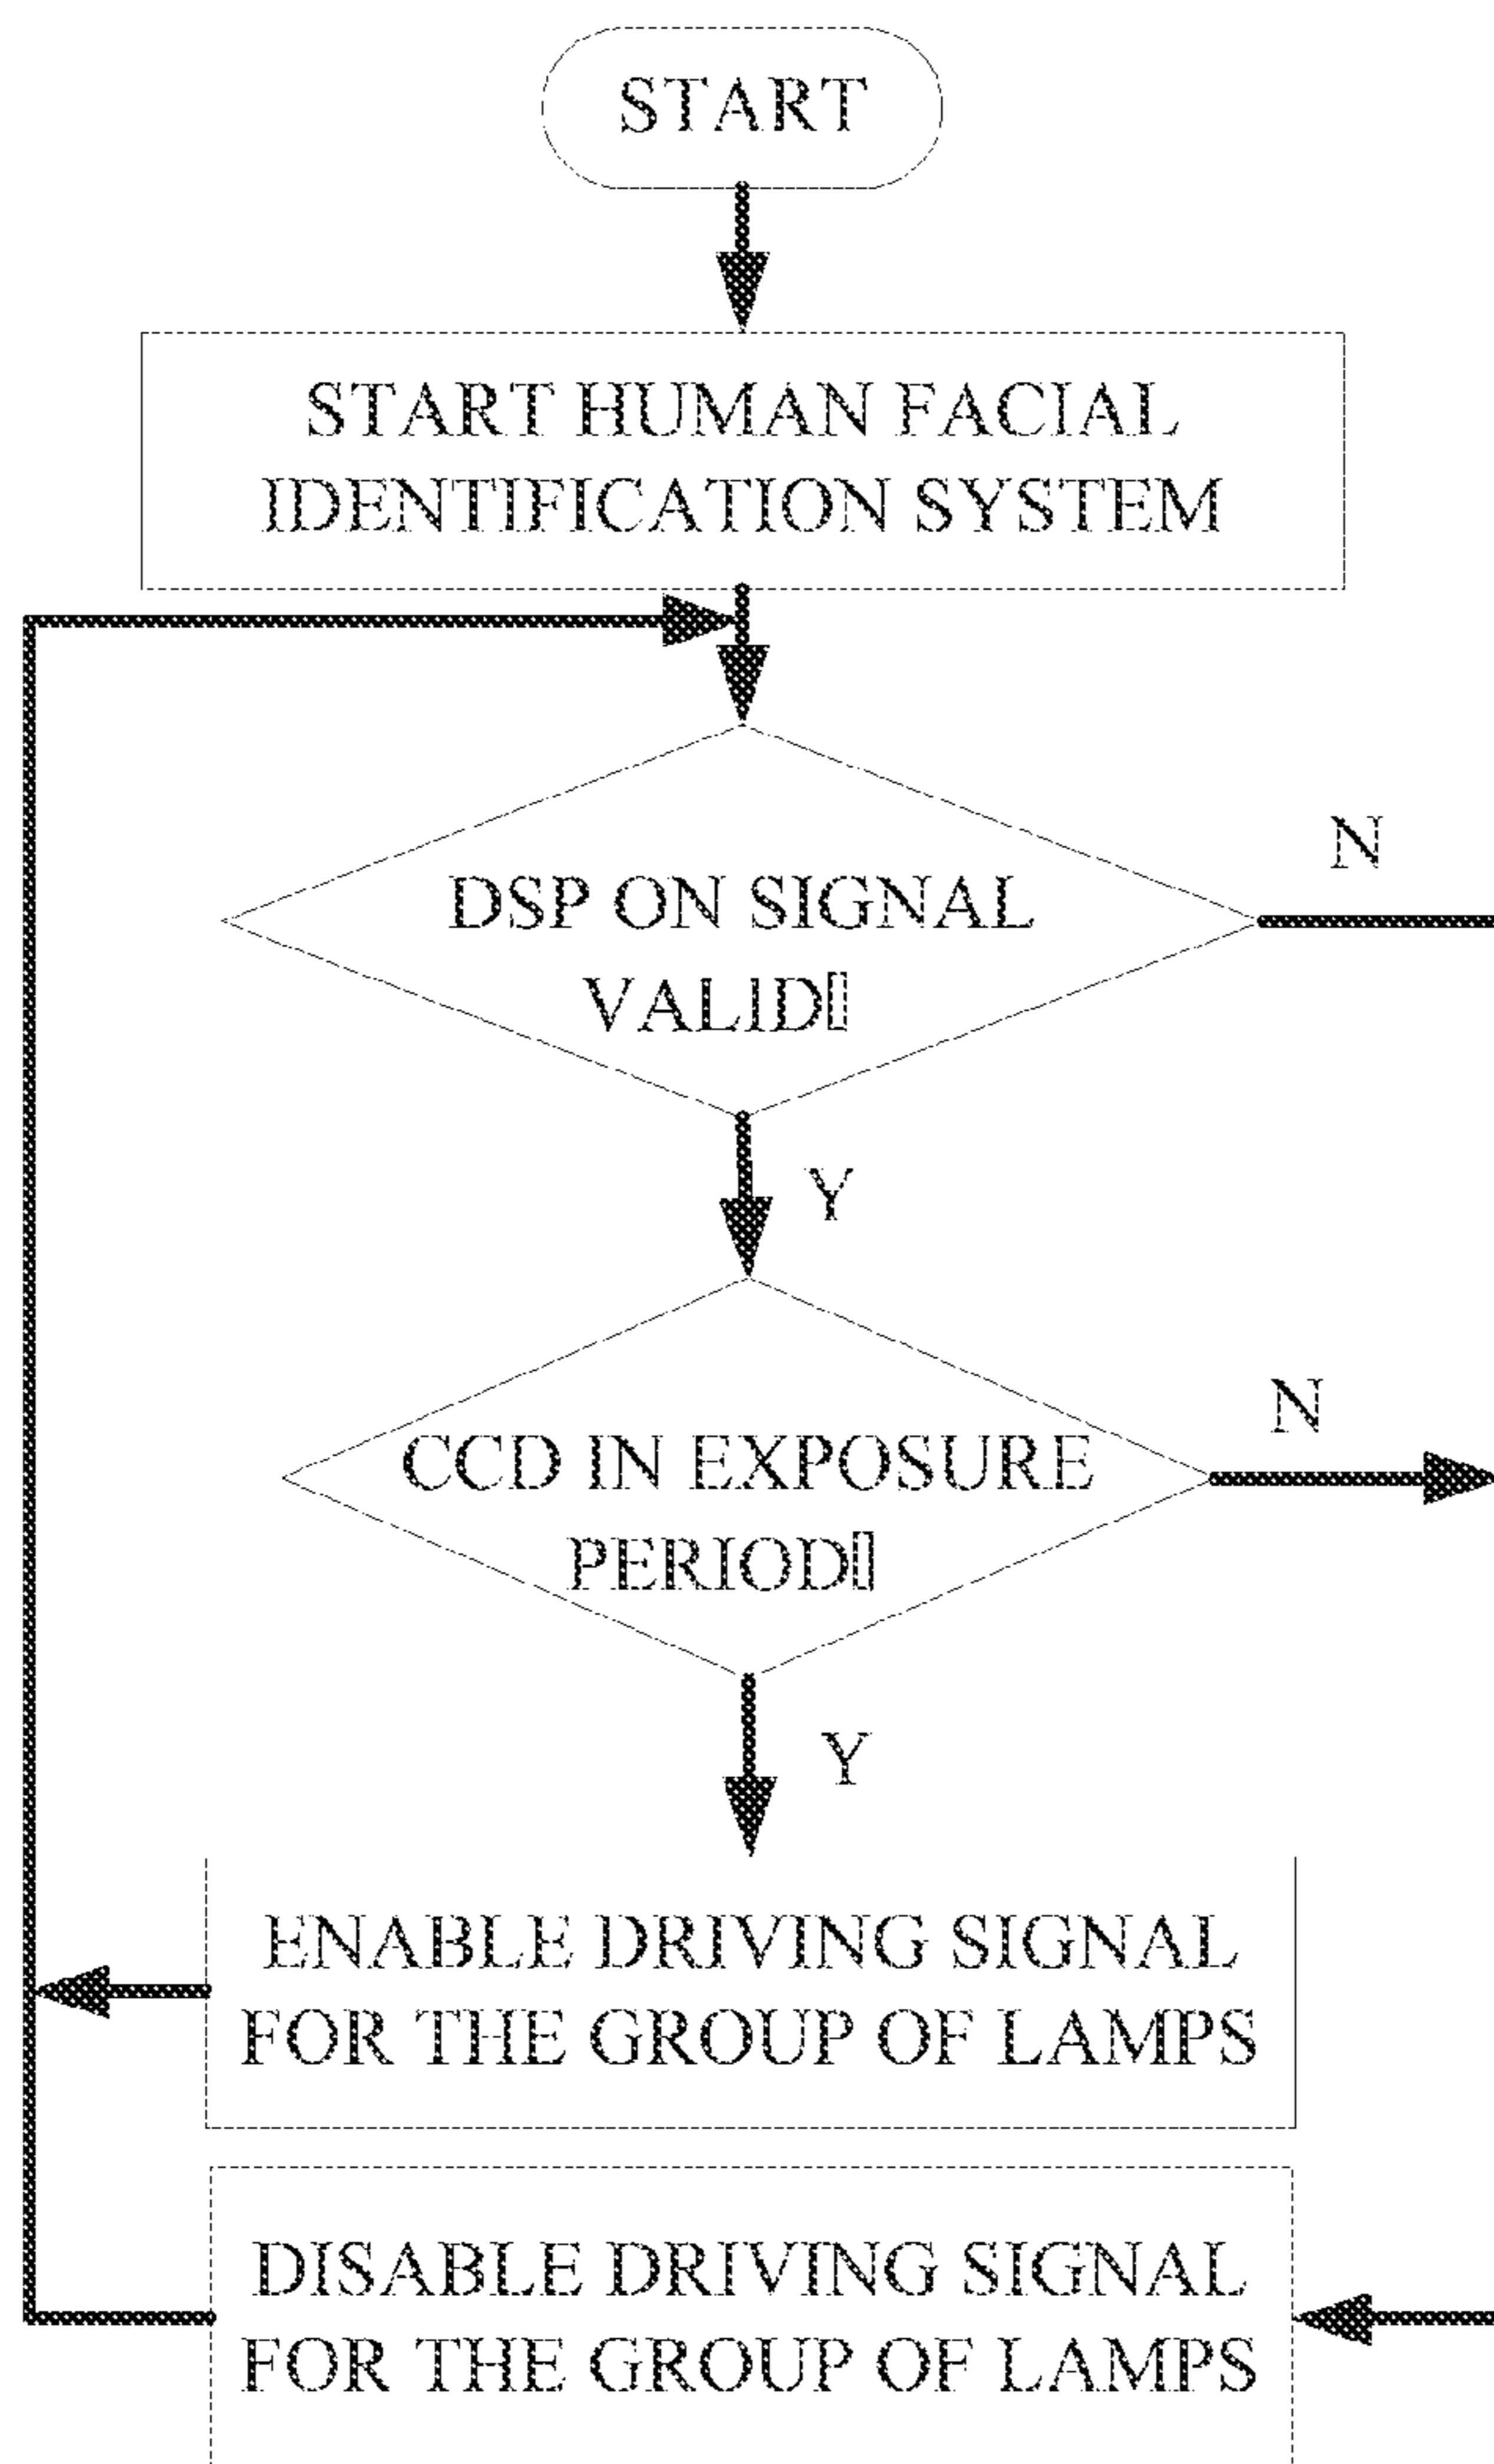 START
START HUMAN FACIAL
IDENTIFICATION SYSTEM
N
DSP ON SIGNAL
VALID▯
Y
N
CCD IN EXPOSURE
PERIOD▯
Y
ENABLE DRIVING SIGNAL
FOR THE GROUP OF LAMPS
DISABLE DRIVING SIGNAL
FOR THE GROUP OF LAMPS